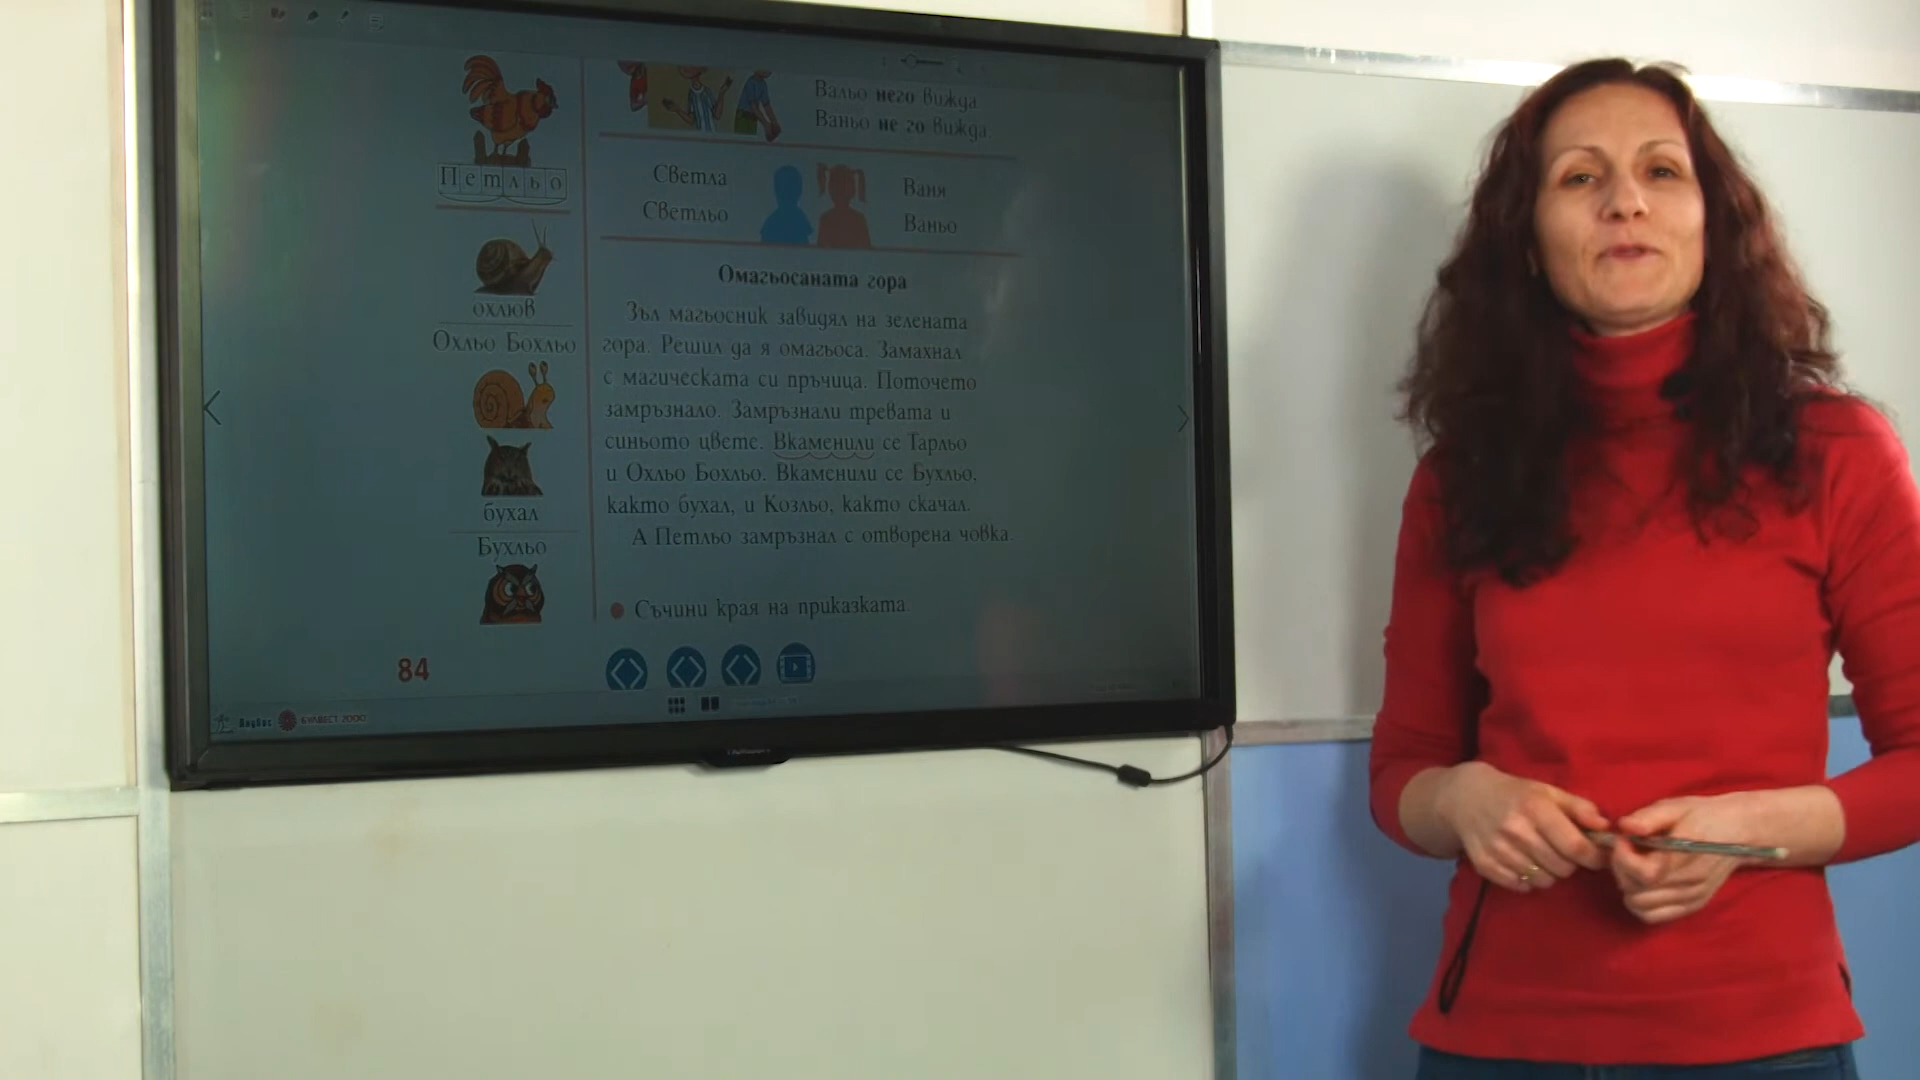 Петльо
охлюв
Охльо Бохльо
бухал
Бухльо
84
Вальо него вижда.
Ваньо не го вижда.
Светла
Светльо
Ваня
Ваньо
Омагьосаната гора
Зъл магьосник завидял на зелената
гора. Решил да я омагьоса. Замахнал
с магическата си пръчица. Поточето
замръзнало. Замръзнали тревата и
синьото цвете. Вкаменили се Тарльо
и Охльо Бохльо. Вкаменили се Бухльо,
както бухал, и Козльо, както скачал.
А Петльо замръзнал с отворена човка.
Съчини края на приказката.
БУЛВЕСТ 2000